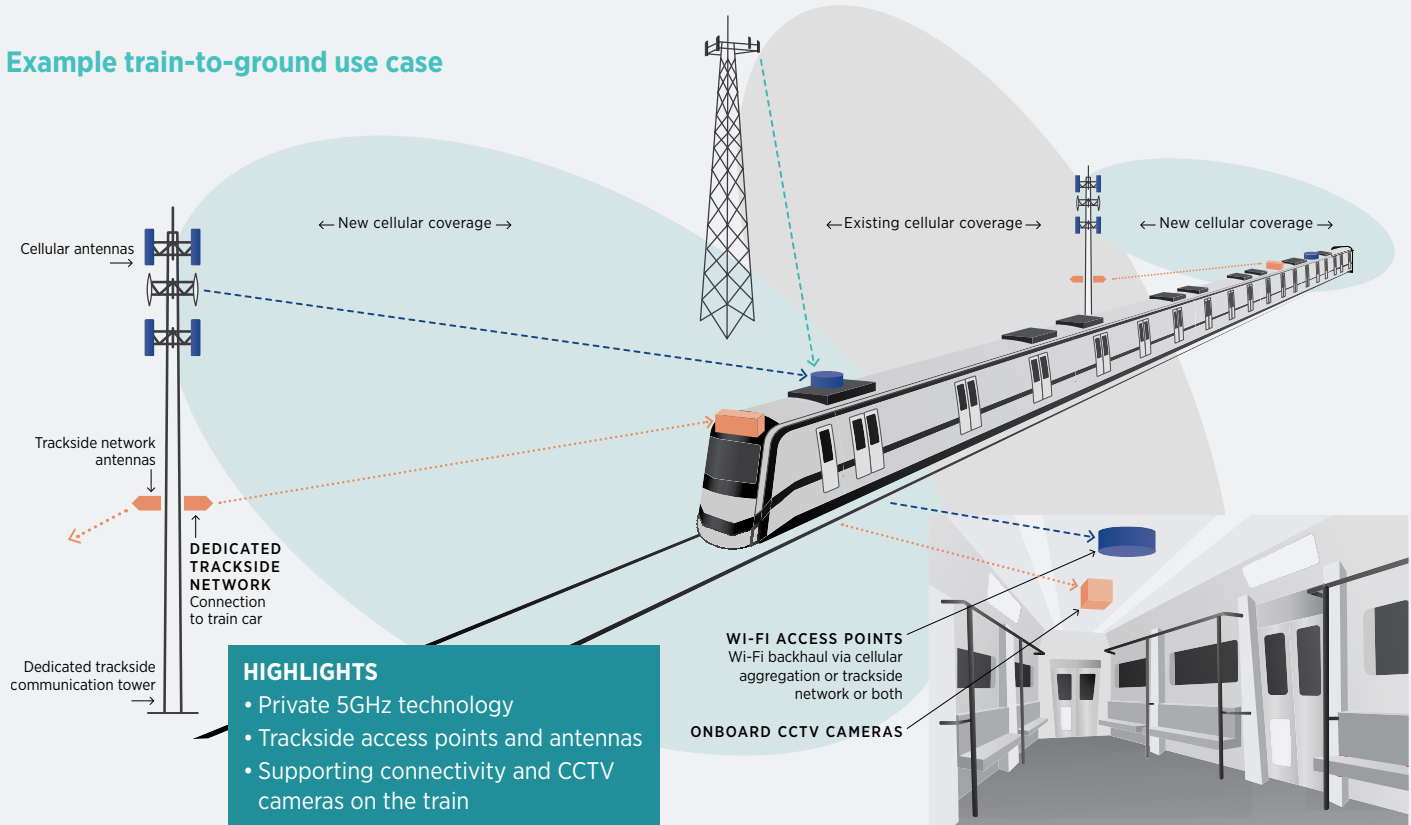 Example train-to-ground use case
← New cellular coverage →
←Existing cellular coverage→
← New cellular coverage →
Cellular antennas
→
Trackside network
antennas
DEDICATED
TRACKSIDE
NETWORK
Connection
to train car
Dedicated trackside
communication tower
→
HIGHLIGHTS
• Private 5GHz technology
• Trackside access points and antennas
• Supporting connectivity and CCTV
cameras on the train
WI-FI ACCESS POINTS
Wi-Fi backhaul via cellular
aggregation or trackside
network or both
ONBOARD CCTV CAMERAS